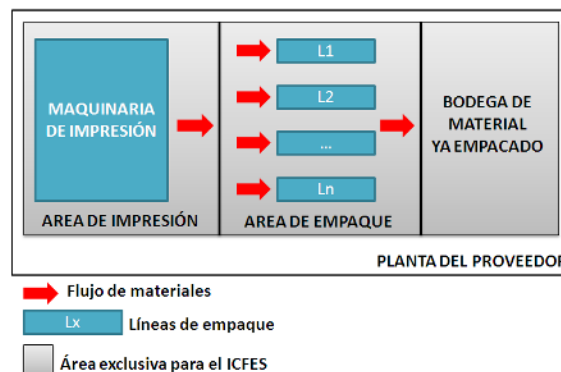 MAQUINARIA
DE IMPRESIÓN
AREA DE IMPRESIÓN
L1
L2
...
Ln
AREA DE EMPAQUE
BODEGA DE
MATERIAL
YA EMPACADO
PLANTA DEL PROVEEDOR
Flujo de materiales
Lx
Líneas de empaque
Área exclusiva para el ICFES